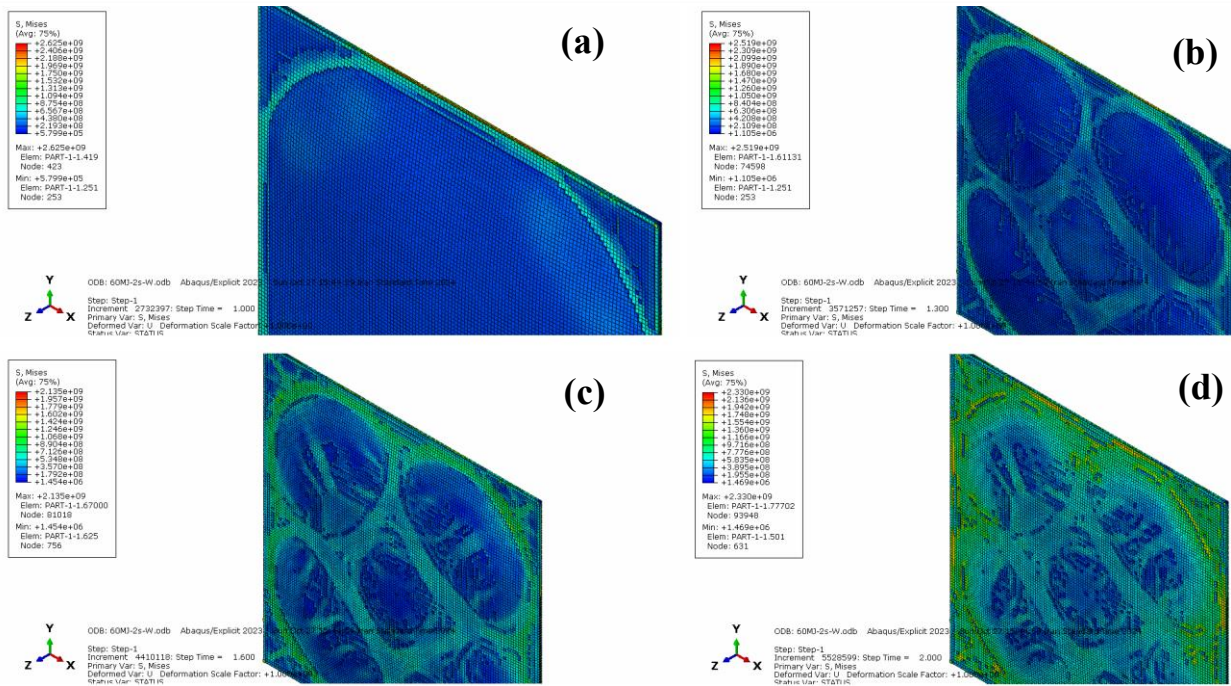 (a)
S, Mises
(Avg: 75%)
+2.625e+09
+2.406e+09
+2.188e+09
+1.969e+09
+1.750e+09
+1.532e+09
+1.313e+09
+1.094e+09
+8.754e+08
+6.567e+08
+4.380e+08
+2.193e+08
+5.799e+05
Max: +2.625e+09
Elem: PART-1-1.419
Node: 423
Min: +5.799e+05
Elem: PART-1-1.251
Node: 253
Y
Z
X
ODB: 60MJ-2s-W.odb Abaqus/Explicit 2023
Step: Step-1
Increment 2732397: Step Time = 1.000
Primary Var: S, Mises
Deformed Var: U Deformation Scale Factor:
Status Var: STATUS
(b)
S, Mises
(Avg: 75%)
+2.519e+09
+2.309e+09
+2.099e+09
+1.890e+09
+1.680e+09
+1.470e+09
+1.260e+09
+1.050e+09
+8.404e+08
+6.306e+08
+4.208e+08
+2.109e+08
+1.105e+06
Max: +2.519e+09
Elem: PART-1-1.61131
Node: 74598
Min: +1.105e+06
Elem: PART-1-1.251
Node: 253
Y
Z
X
ODB: 60MJ-2s-W.odb Abaqus/Explicit 2023
Step: Step-1
Increment 3571257: Step Time = 1.300
Primary Var: S, Mises
Deformed Var: U Deformation Scale Factor:
Status Var: STATUS
(c)
S, Mises
(Avg: 75%)
+2.135e+09
+1.957e+09
+1.779e+09
+1.602e+09
+1.424e+09
+1.246e+09
+1.068e+09
+8.904e+08
+7.126e+08
+5.348e+08
+3.570e+08
+1.792e+08
+1.454e+06
Max: +2.135e+09
Elem: PART-1-1.67000
Node: 81018
Min: +1.454e+06
Elem: PART-1-1.625
Node: 756
Y
Z
X
ODB: 60MJ-2s-W.odb Abaqus/Explicit 2023
Step: Step-1
Increment 4410118: Step Time = 1.600
Primary Var: S, Mises
Deformed Var: U Deformation Scale Factor:
Status Var: STATUS
(d)
S, Mises
(Avg: 75%)
+2.330e+09
+2.136e+09
+1.942e+09
+1.748e+09
+1.554e+09
+1.360e+09
+1.166e+09
+9.716e+08
+7.776e+08
+5.835e+08
+3.895e+08
+1.955e+08
+1.469e+06
Max: +2.330e+09
Elem: PART-1-1.77702
Node: 93948
Min: +1.469e+06
Elem: PART-1-1.501
Node: 631
Y
Z
X
ODB: 60MJ-2s-W.odb Abaqus/Explicit 2023
Step: Step-1
Increment 5528599: Step Time = 2.000
Primary Var: S, Mises
Deformed Var: U Deformation Scale Factor:
Status Var: STATUS